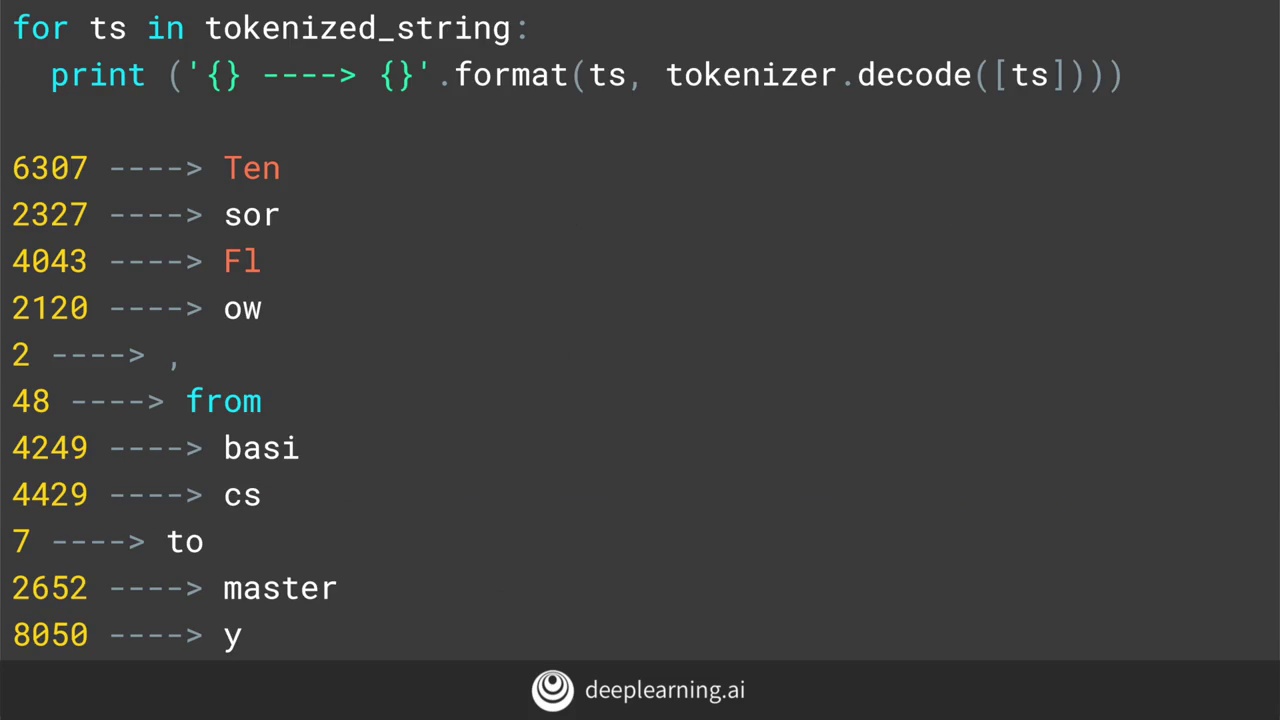 for ts in tokenized_string:
  print ('{} ----> {}'.format(ts, tokenizer.decode([ts])))
6307 ----> Ten
2327 ----> sor
4043 ----> Fl
2120 ----> ow
2 ----> ,
48 ----> from
4249 ----> basi
4429 ----> cs
7 ----> to
2652 ----> master
8050 ----> y
deeplearning.ai